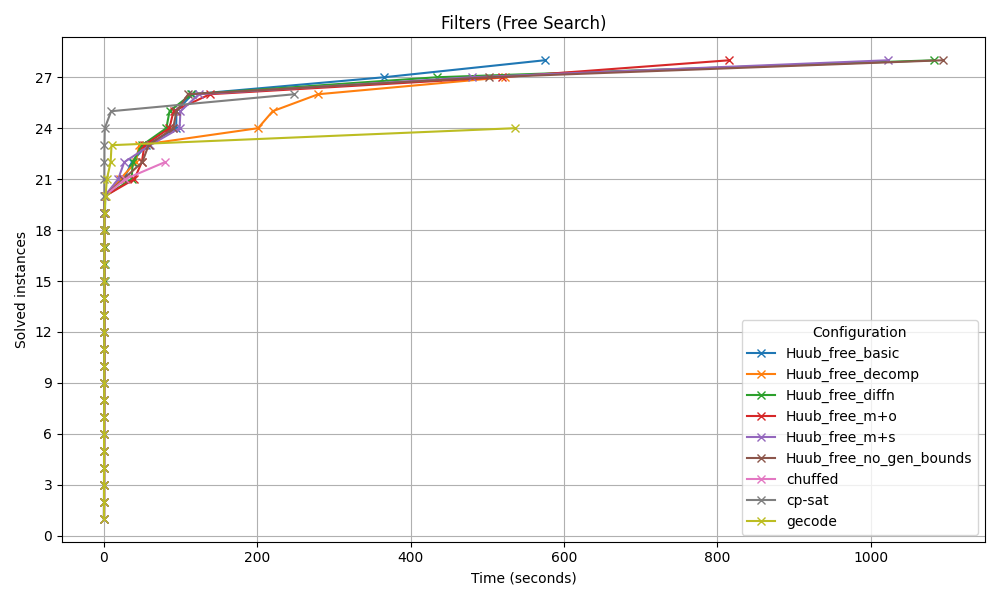 Filters (Free Search)
Solved instances
27
24
21
18
15
12
9
6
3
0
0
200
400
600
800
1000
Time (seconds)
Configuration
Huub_free_basic
Huub_free_decomp
Huub_free_diffn
Huub_free_m+o
Huub_free_m+s
Huub_free_no_gen_bounds
chuffed
cp-sat
gecode